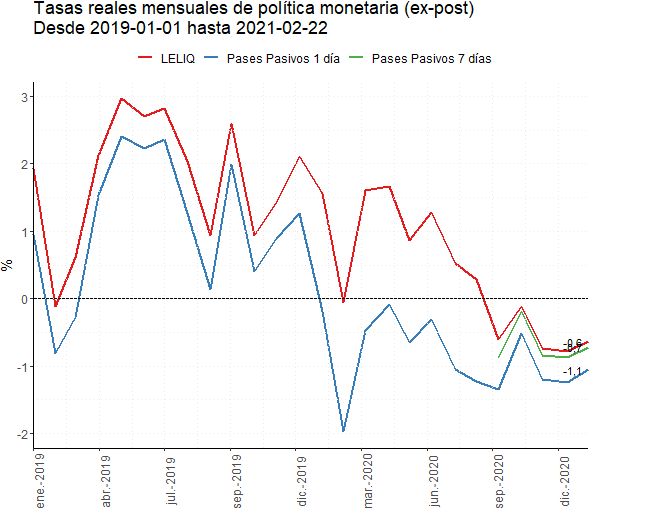 Tasas reales mensuales de política monetaria (ex-post)
Desde 2019-01-01 hasta 2021-02-22
LELIQ Pases Pasivos 1 día Pases Pasivos 7 días
3
2
1
0
-1
-2
%
-0,6
-1,1
ene.-2019
abr.-2019
jul.-2019
sep.-2019
dic.-2019
mar.-2020
jun.-2020
sep.-2020
dic.-2020